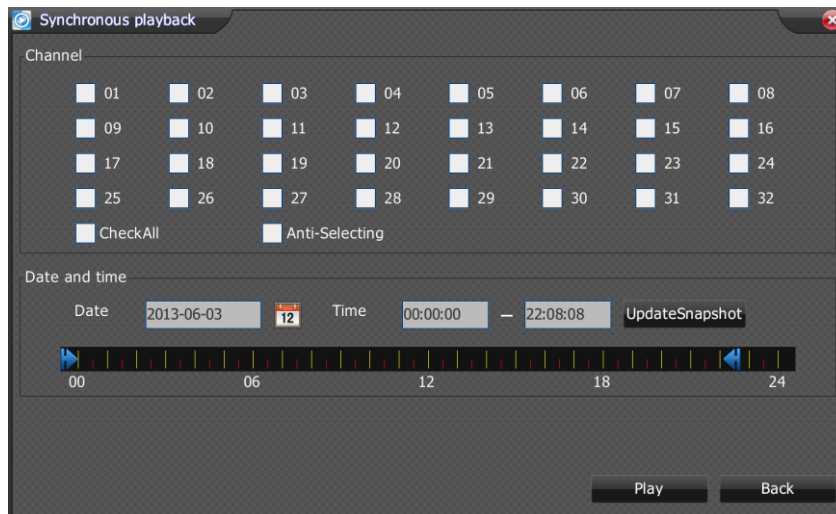 Synchronous playback
Channel
01 02 03 04 05 06 07 08
09 10 11 12 13 14 15 16
17 18 19 20 21 22 23 24
25 26 27 28 29 30 31 32
CheckAll Anti-Selecting
Date and time
Date 2013-06-03 12 Time 00:00:00 – 22:08:08 UpdateSnapshot
00 06 12 18 24
Play Back